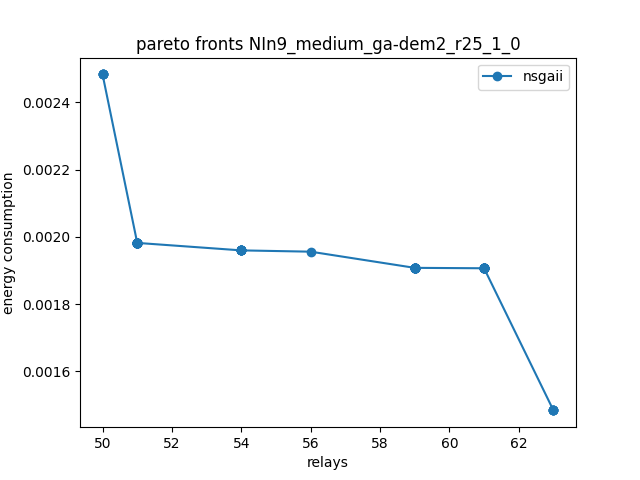 pareto fronts NIn9_medium_ga-dem2_r25_1_0
nsgaii
energy consumption
0.0024
0.0022
0.0020
0.0018
0.0016
50 52 54 56 58 60 62
relays